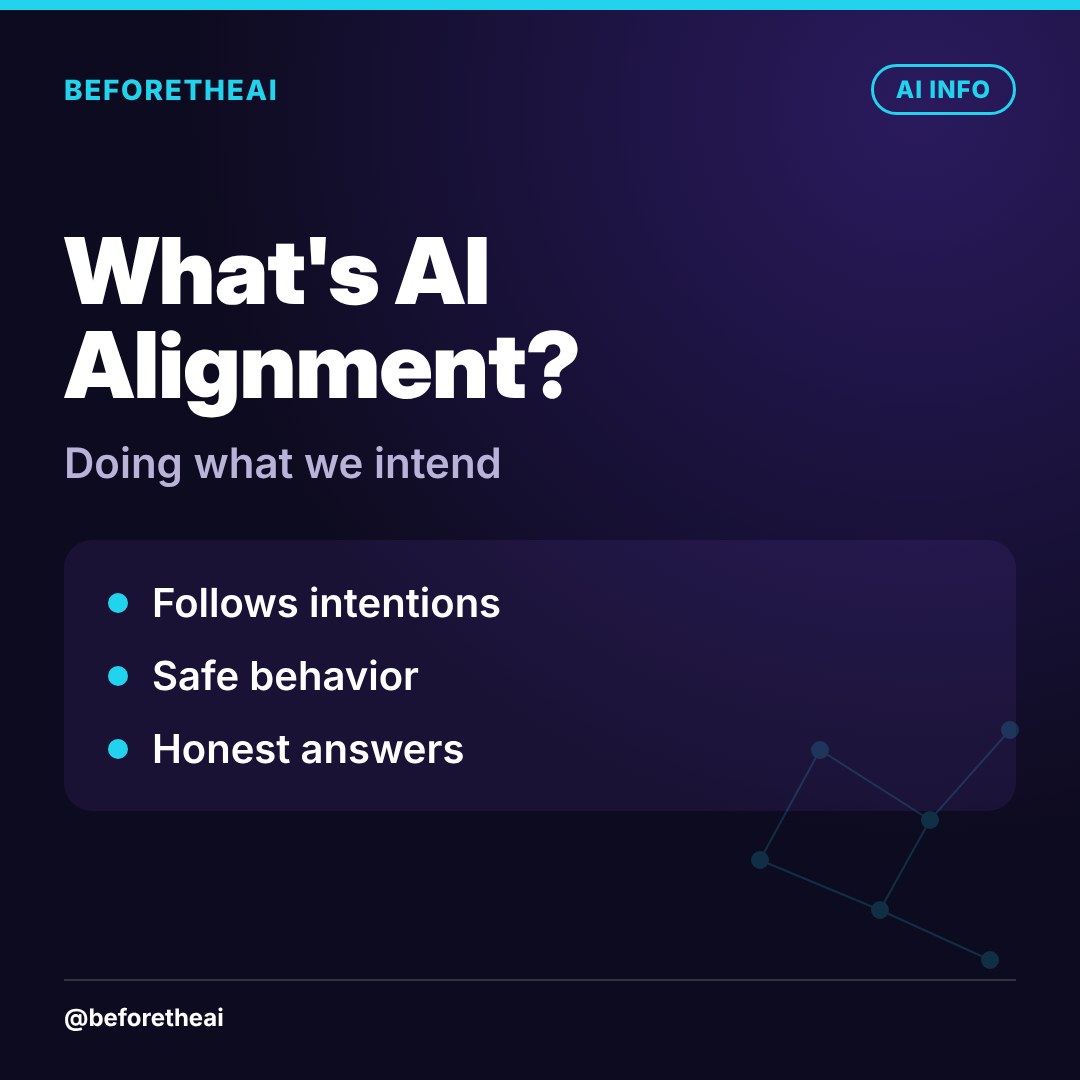 BEFORETHEAI
AI INFO
What's AI
Alignment?
Doing what we intend
Follows intentions
Safe behavior
Honest answers
@beforetheai